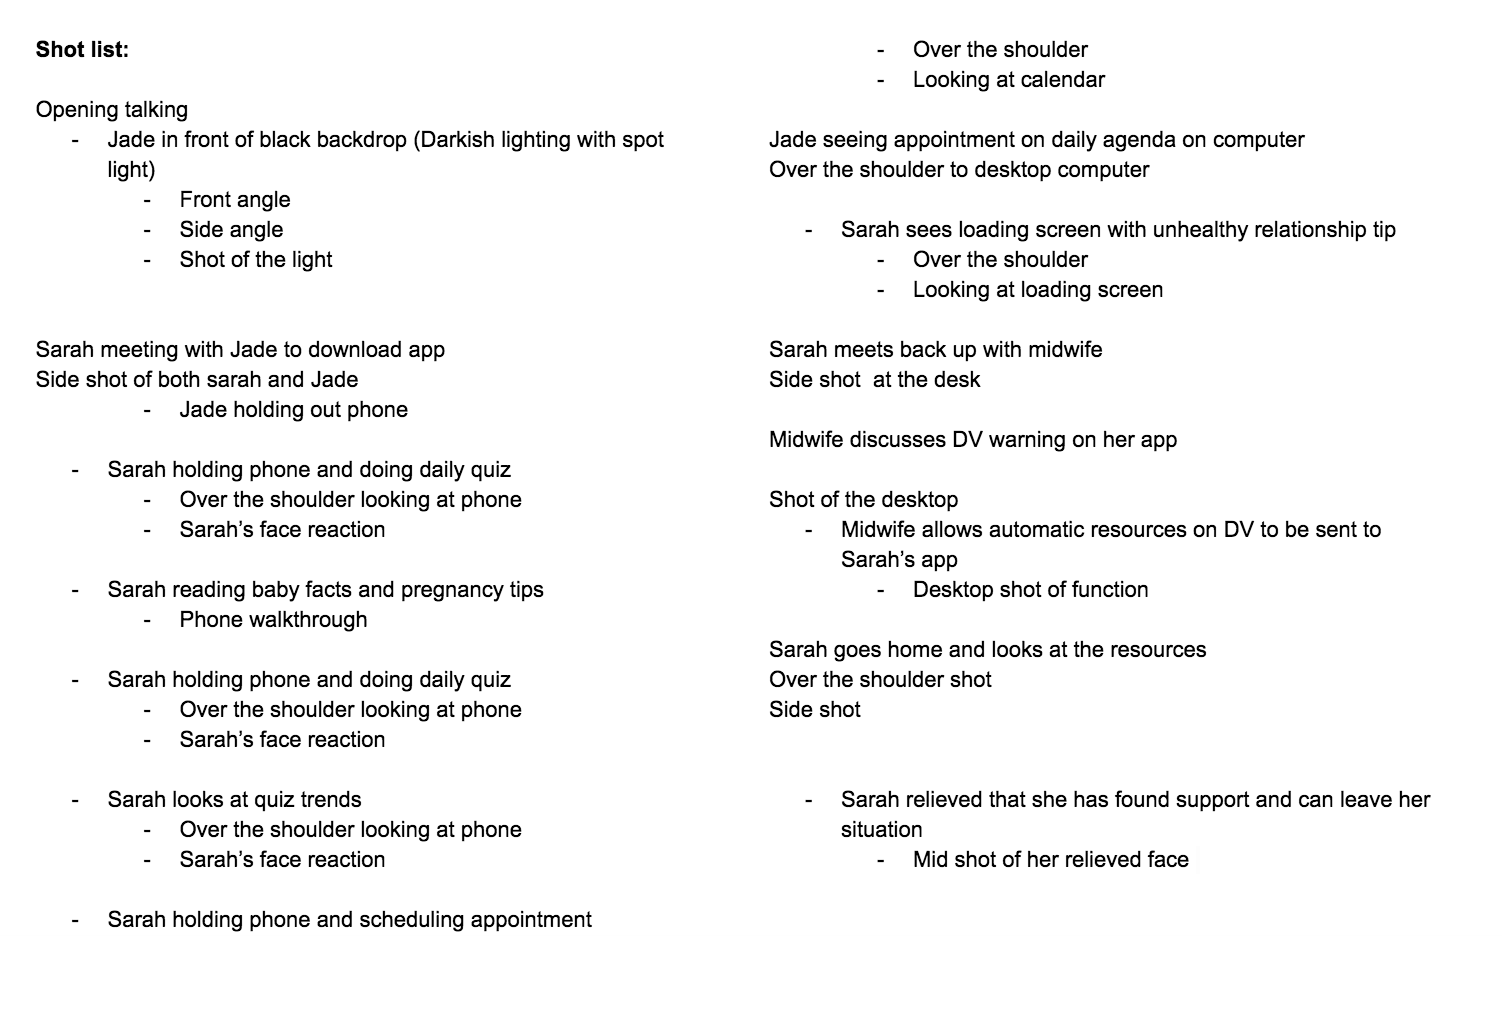 Shot list:
Opening talking
- Jade in front of black backdrop (Darkish lighting with spot
light)
- Front angle
- Side angle
- Shot of the light
Sarah meeting with Jade to download app
Side shot of both sarah and Jade
- Jade holding out phone
- Sarah holding phone and doing daily quiz
- Over the shoulder looking at phone
- Sarah’s face reaction
- Sarah reading baby facts and pregnancy tips
- Phone walkthrough
- Sarah holding phone and doing daily quiz
- Over the shoulder looking at phone
- Sarah’s face reaction
- Sarah looks at quiz trends
- Over the shoulder looking at phone
- Sarah’s face reaction
- Sarah holding phone and scheduling appointment
- Over the shoulder
- Looking at calendar
Jade seeing appointment on daily agenda on computer
Over the shoulder to desktop computer
- Sarah sees loading screen with unhealthy relationship tip
- Over the shoulder
- Looking at loading screen
Sarah meets back up with midwife
Side shot  at the desk
Midwife discusses DV warning on her app
Shot of the desktop
- Midwife allows automatic resources on DV to be sent to
Sarah’s app
- Desktop shot of function
Sarah goes home and looks at the resources
Over the shoulder shot
Side shot
- Sarah relieved that she has found support and can leave her
situation
- Mid shot of her relieved face